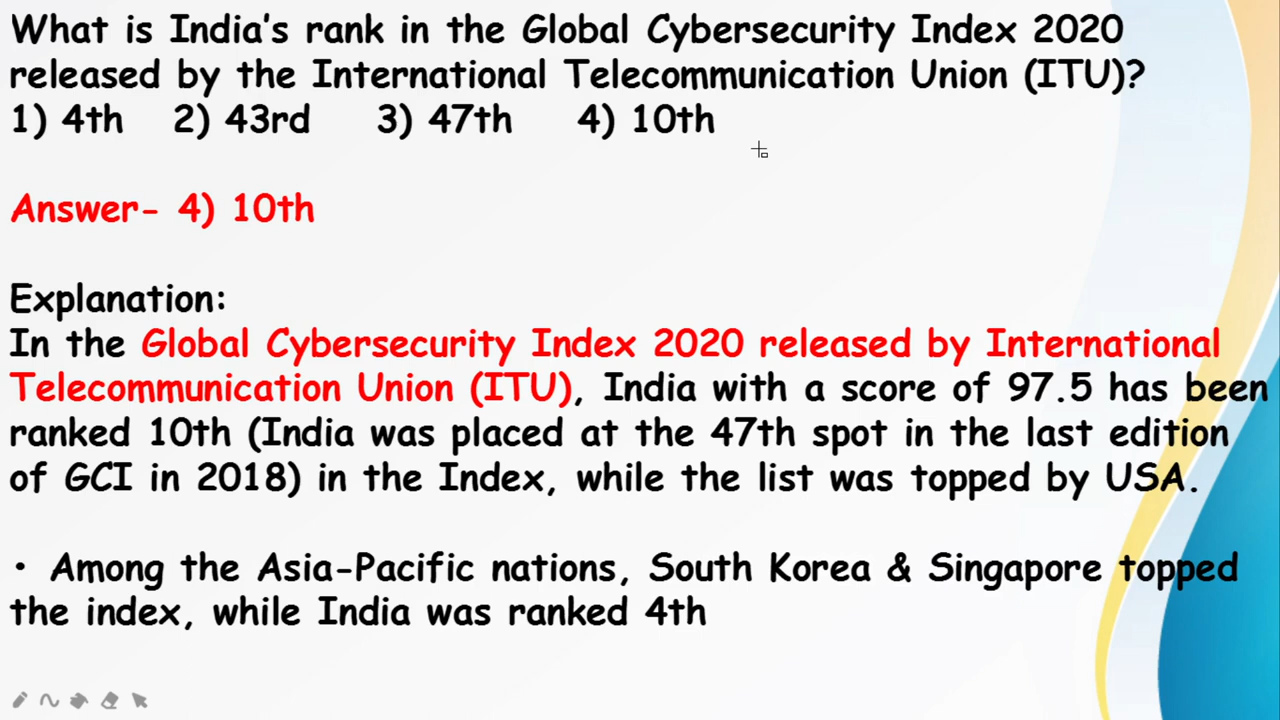 What is India's rank in the Global Cybersecurity Index 2020
released by the International Telecommunication Union (ITU)?
1) 4th 2) 43rd 3) 47th 4) 10th
Answer- 4) 10th
Explanation:
In the Global Cybersecurity Index 2020 released by International
Telecommunication Union (ITU), India with a score of 97.5 has been
ranked 10th (India was placed at the 47th spot in the last edition
of GCI in 2018) in the Index, while the list was topped by USA.
• Among the Asia-Pacific nations, South Korea & Singapore topped
the index, while India was ranked 4th